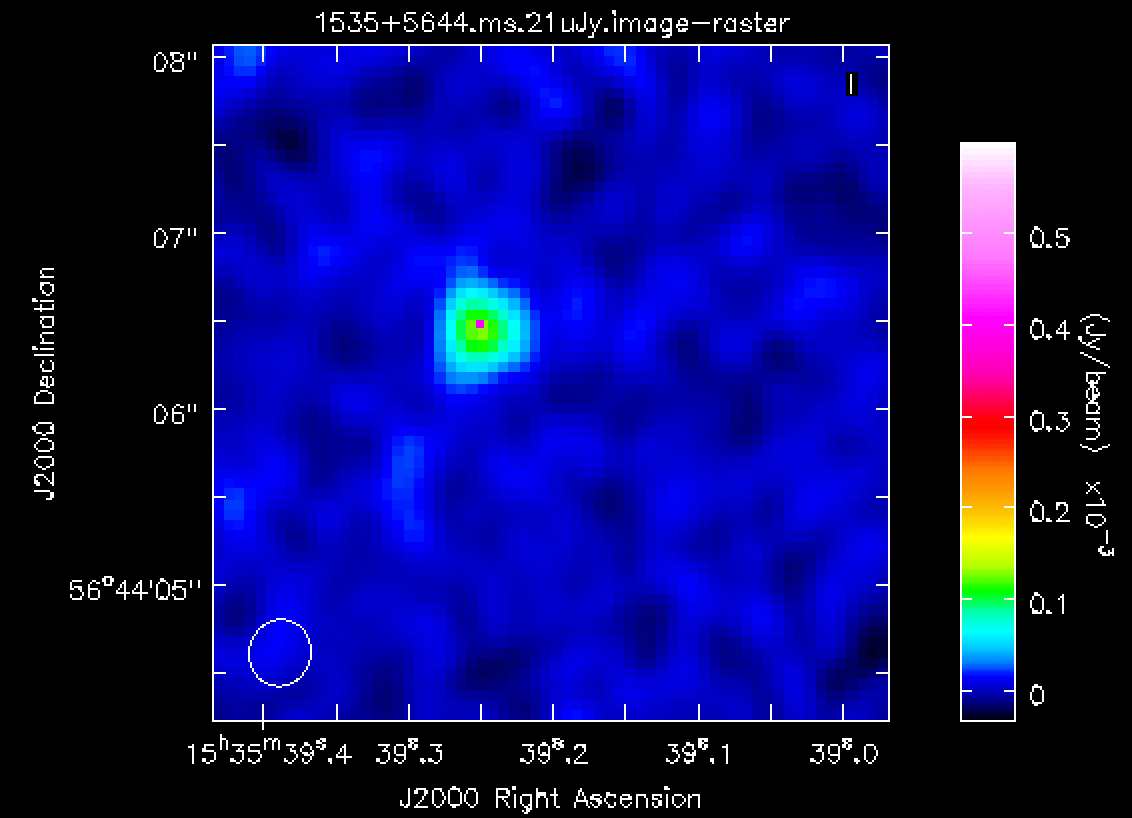 1535+5644.ms.21uJy.image-raster
08"
I
07"
06"
56°44'05"
J2000 Declination
15ʰ35ᵐ39ˢ.4 39ˢ.3 39ˢ.2 39ˢ.1 39ˢ.0
J2000 Right Ascension
0.5
0.4
0.3
0.2
0.1
0
(Jy/beam) x10⁻³